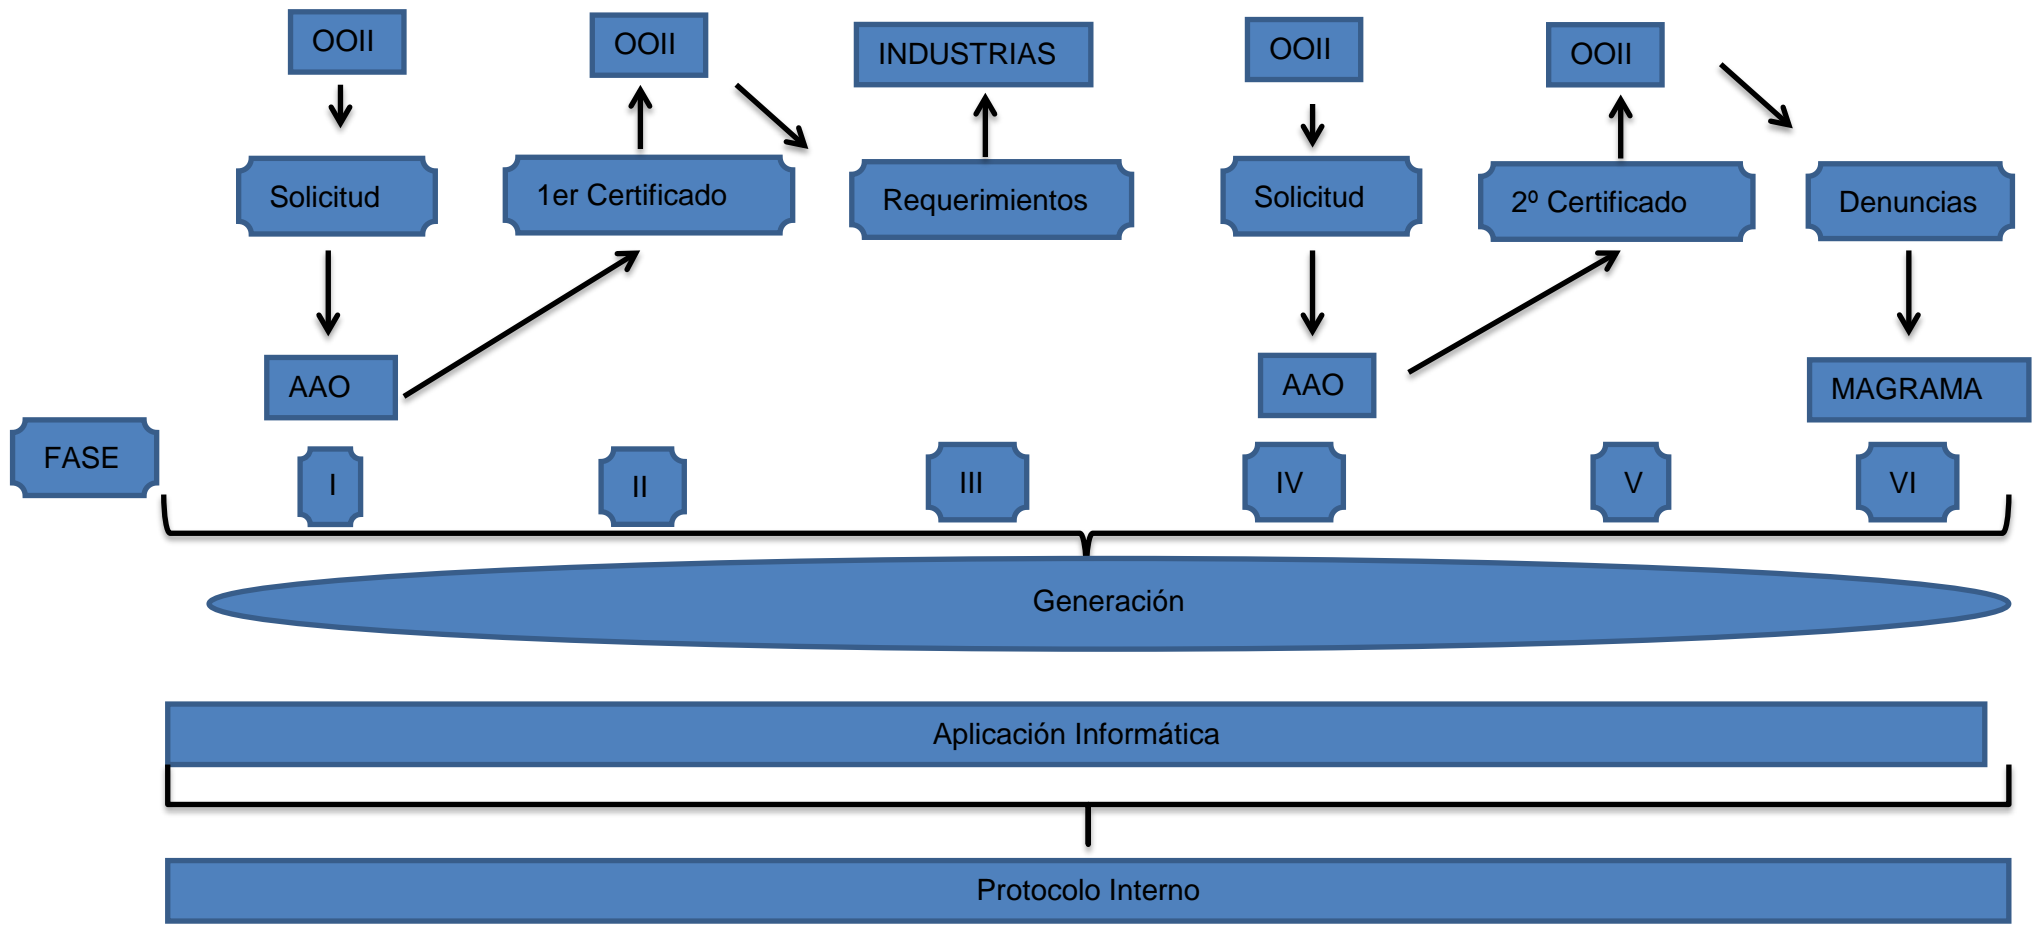 OOII
OOII
INDUSTRIAS
OOII
OOII
Solicitud
1er Certificado
Requerimientos
Solicitud
2º Certificado
Denuncias
AAO
AAO
MAGRAMA
FASE
I
II
III
IV
V
VI
Generación
Aplicación Informática
Protocolo Interno